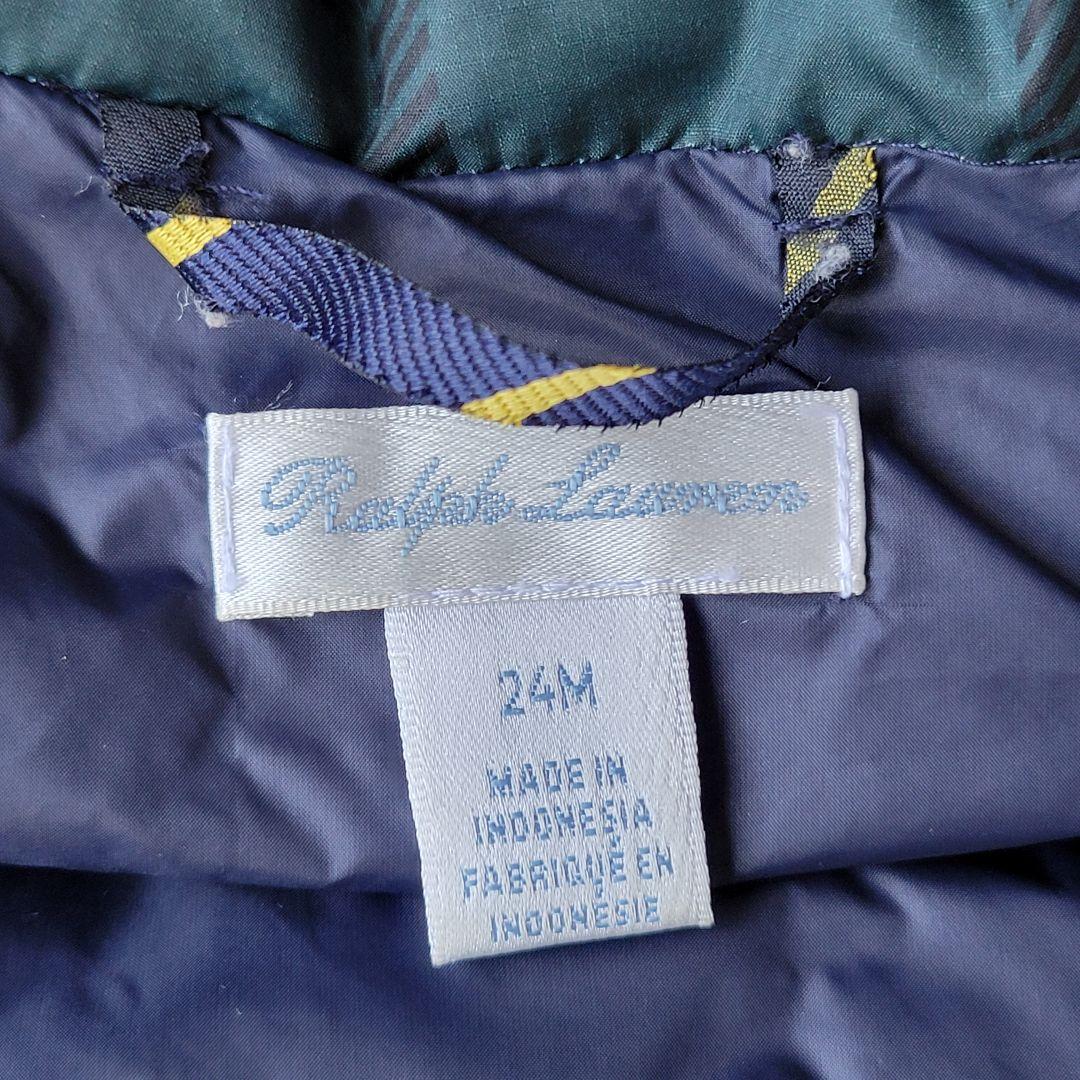 Ralph Lauren
24M
MADE IN
INDONESIA
FABRIQUÉ EN
INDONÉSIE